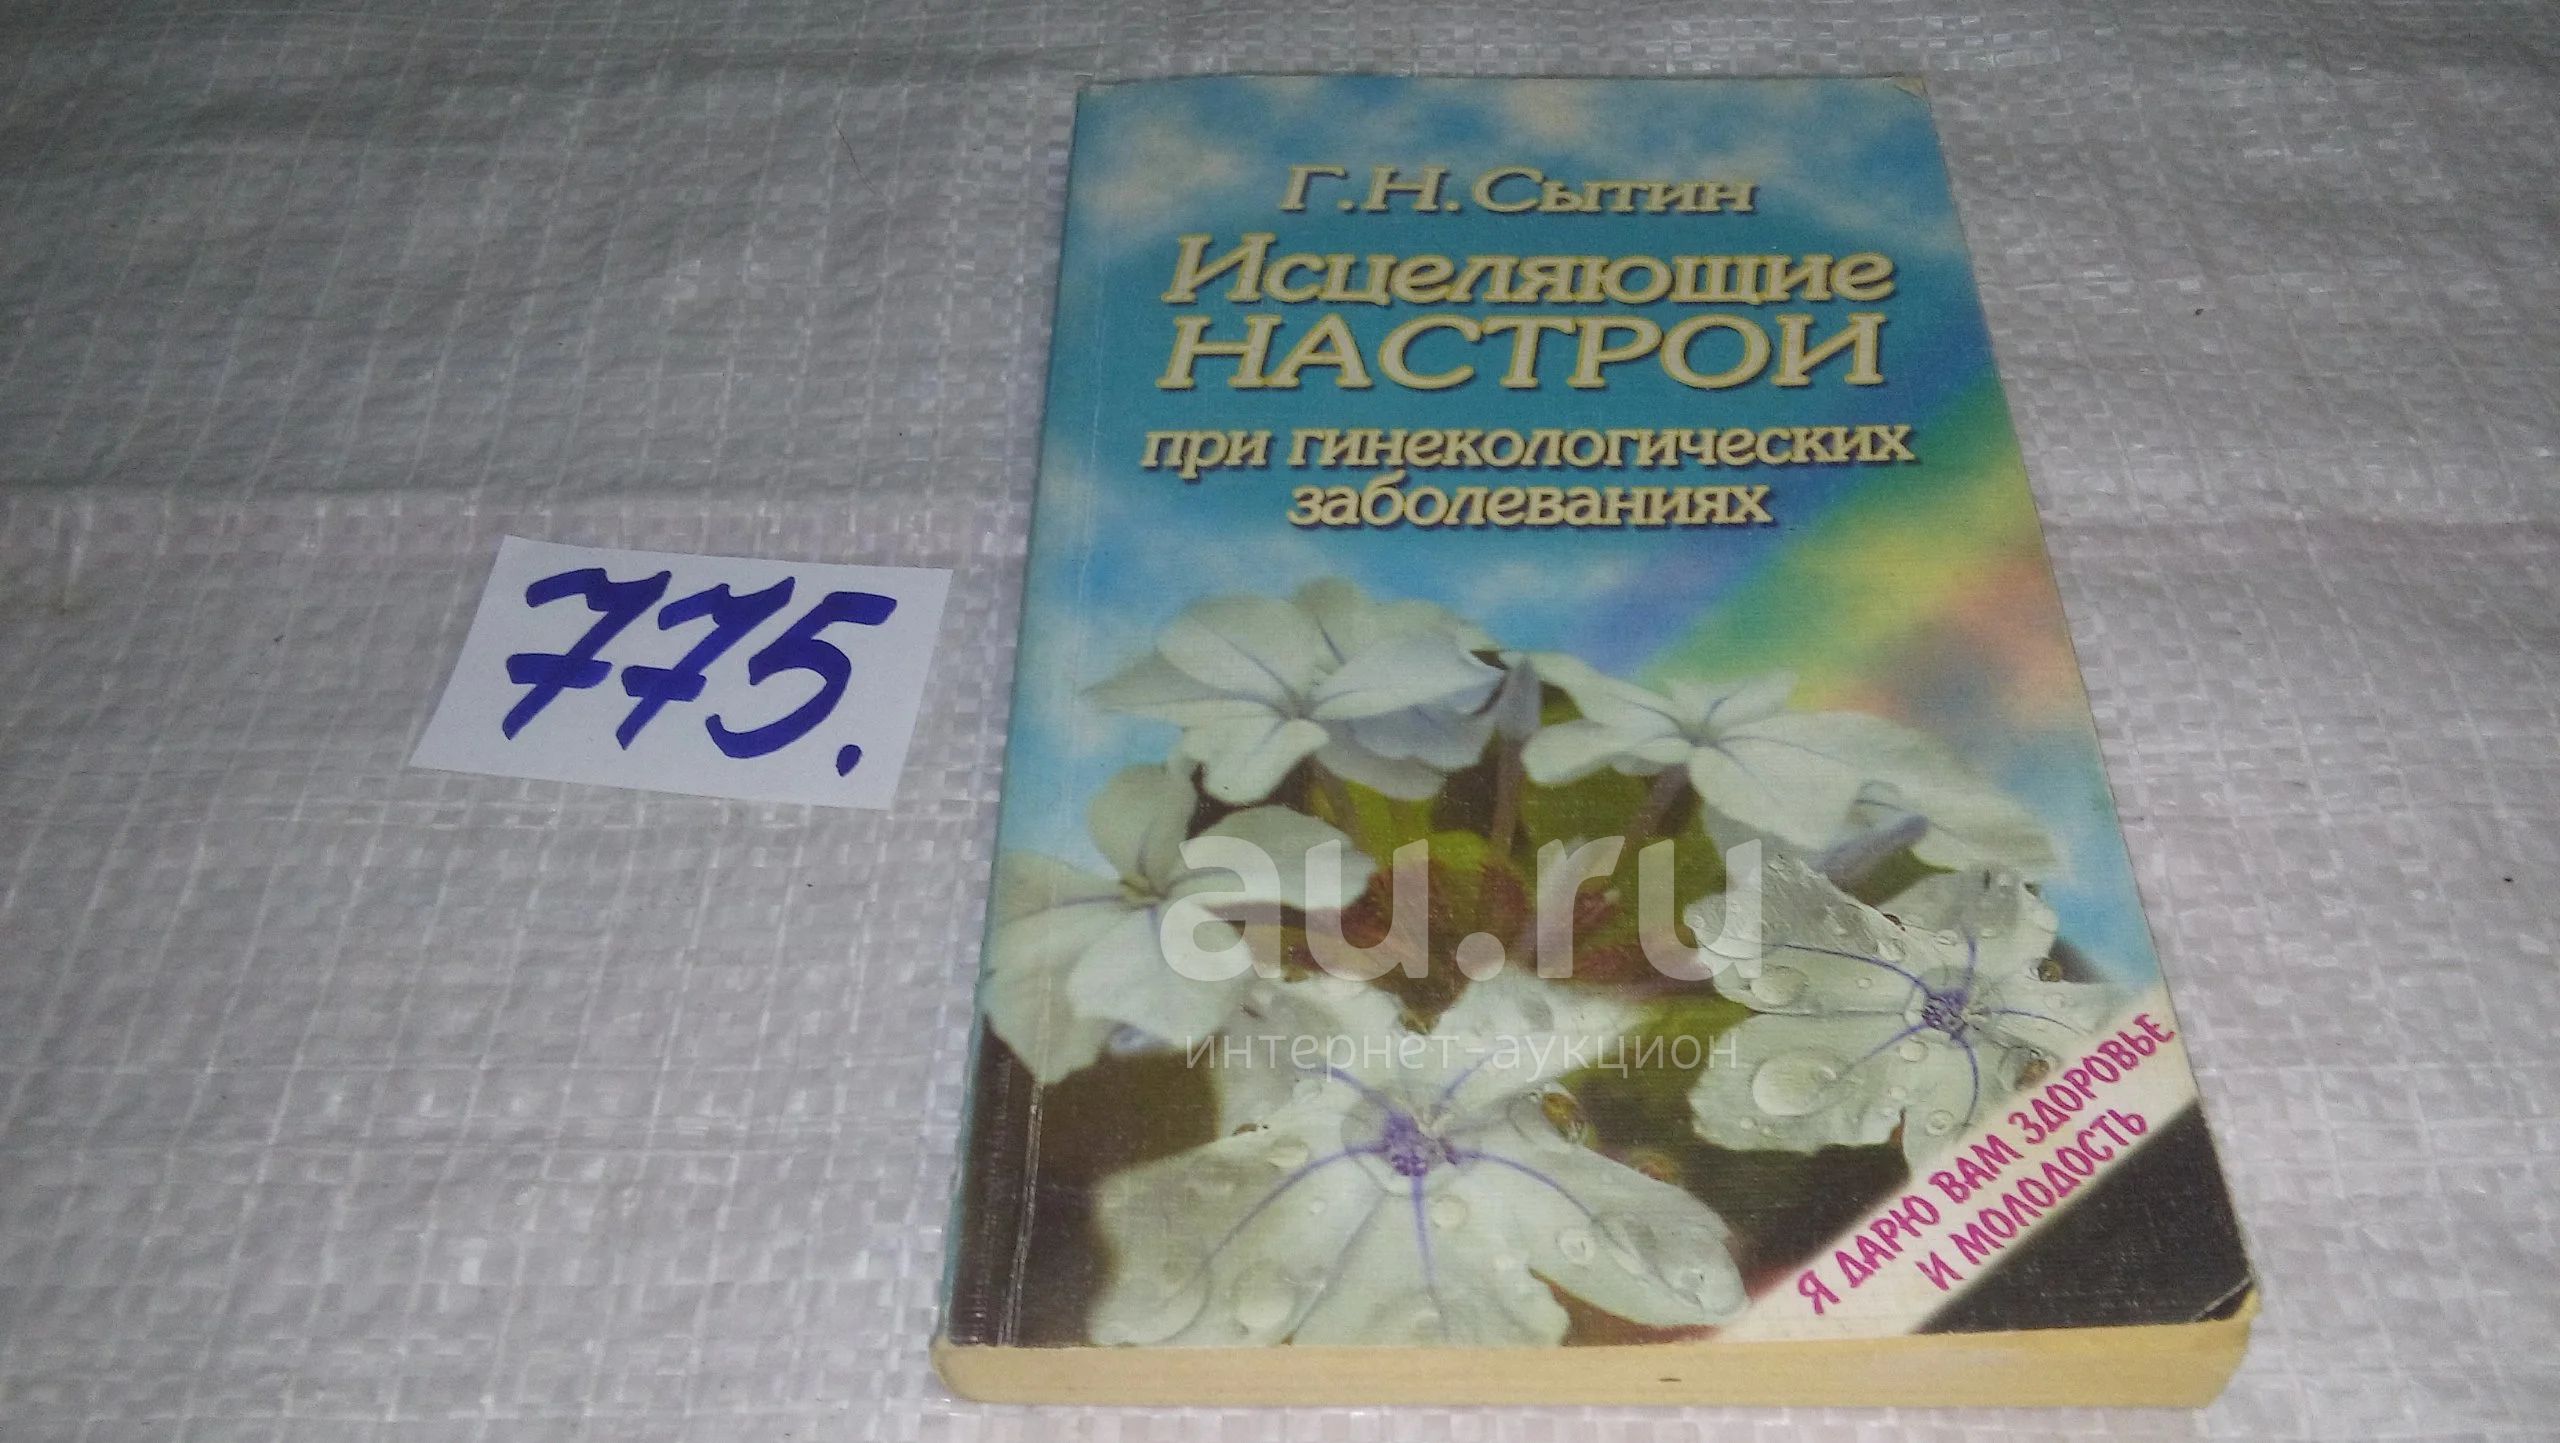 Г.Н. Сытин
Исцеляющие
НАСТРОИ
при гинекологических
заболеваниях
775.
au.ru
интернет-аукцион
Я ДАРЮ ВАМ ЗДОРОВЬЕ
И МОЛОДОСТЬ